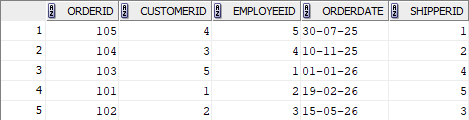 ORDERID CUSTOMERID EMPLOYEEID ORDERDATE SHIPPERID
1 105 4 5 30-07-25 1
2 104 3 4 10-11-25 2
3 103 5 1 01-01-26 4
4 101 1 2 19-02-26 5
5 102 2 3 15-05-26 3